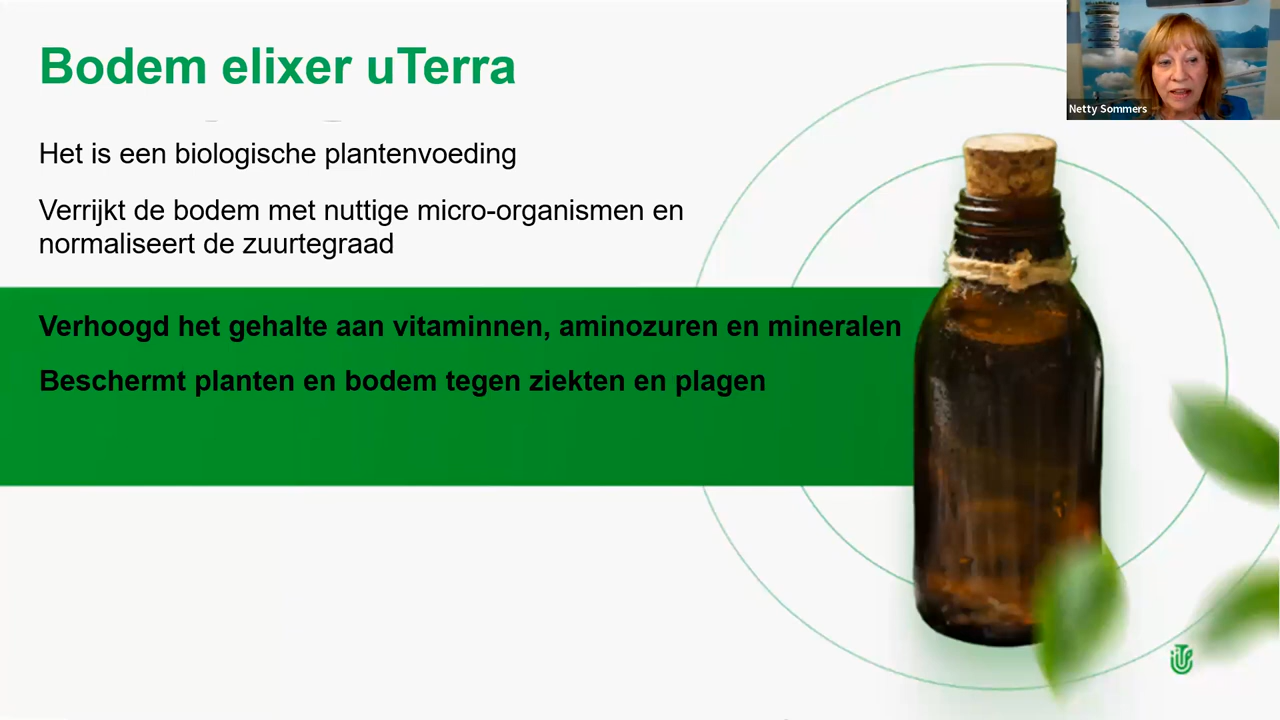 Bodem elixer uTerra
Netty Sommers
Het is een biologische plantenvoeding
Verrijkt de bodem met nuttige micro-organismen en
normaliseert de zuurtegraad
Verhoogd het gehalte aan vitaminnen, aminozuren en mineralen
Beschermt planten en bodem tegen ziekten en plagen